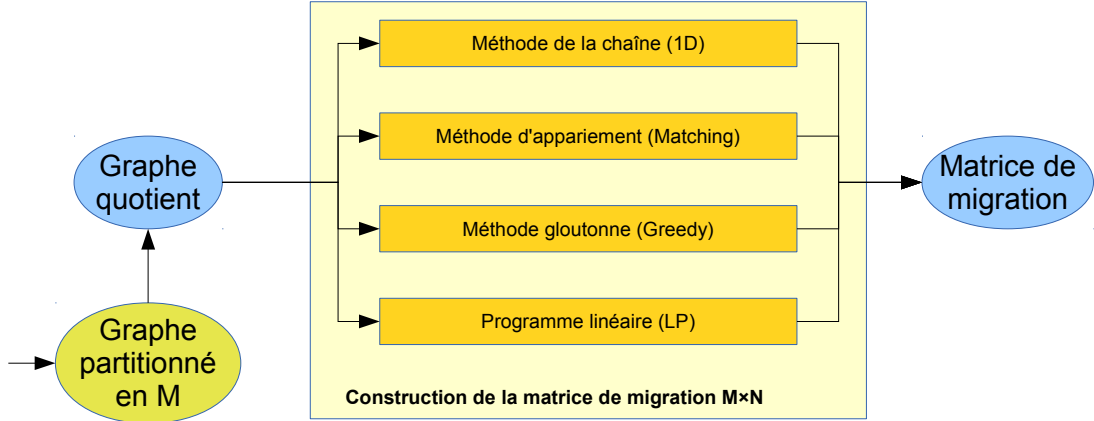 Méthode de la chaîne (1D)
Méthode d'appariement (Matching)
Graphe
quotient
Matrice de
migration
Méthode gloutonne (Greedy)
Graphe
partitionné
en M
Programme linéaire (LP)
Construction de la matrice de migration M×N